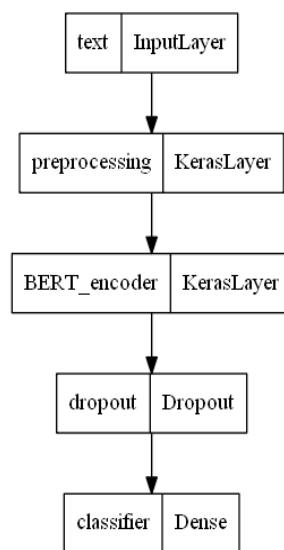 text InputLayer
preprocessing KerasLayer
BERT_encoder KerasLayer
dropout Dropout
classifier Dense